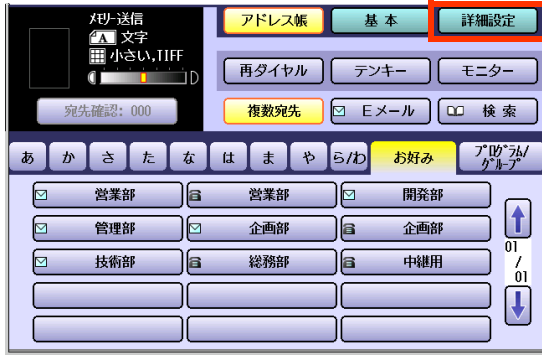 ﾒﾓﾘｰ送信
アドレス帳
基 本
詳細設定
A 文字
小さい,TIFF
D
再ダイヤル
テンキー
モニター
宛先確認: 000
複数宛先
Eメール
検 索
あ か さ た な は ま や ら/わ お好み ﾌﾟﾛｸﾞﾗﾑ/
ｸﾞﾙｰﾌﾟ
営業部 営業部 開発部
管理部 企画部 企画部
技術部 総務部 中継用
01
/
01